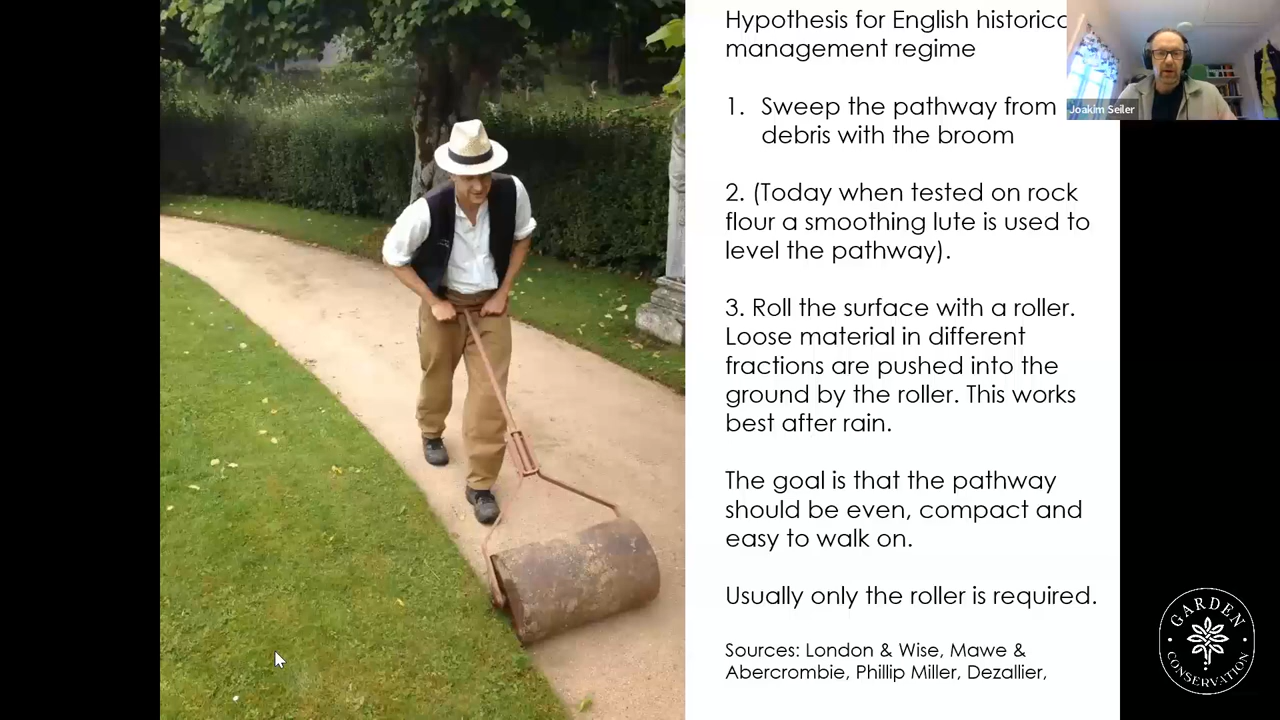 Hypothesis for English historic
management regime
1. Sweep the pathway from
debris with the broom
2. (Today when tested on rock
flour a smoothing lute is used to
level the pathway).
3. Roll the surface with a roller.
Loose material in different
fractions are pushed into the
ground by the roller. This works
best after rain.
The goal is that the pathway
should be even, compact and
easy to walk on.
Usually only the roller is required.
Sources: London & Wise, Mawe &
Abercrombie, Phillip Miller, Dezallier,
Joakim Seiler
GARDEN
CONSERVATION